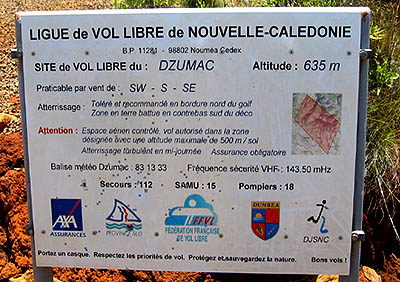 LIGUE de VOL LIBRE de NOUVELLE-CALEDONIE
B.P. 11281 - 98802 Nouméa Cedex
SITE de VOL LIBRE du : DZUMAC Altitude : 635 m
Praticable par vent de : SW - S - SE
Atterrissage : Toléré et recommandé en bordure nord du golf
Zone en terre battue en contrebas sud du déco
Attention : Espace aérien contrôlé, vol autorisé dans la zone
désignée avec une altitude maximale de 500 m / sol
Atterrissage turbulent en mi-journée Assurance obligatoire
Balise météo Dzumac : 83 13 33 Fréquence sécurité VHF : 143.50 mHz
Secours : 112 SAMU : 15 Pompiers : 18
AXA
ASSURANCES
PROVINCE SUD
FFVL
FÉDÉRATION FRANÇAISE
DE VOL LIBRE
DUMBEA
DJSNC
Portez un casque. Respectez les priorités de vol. Protégez et sauvegardez la nature. Bons vols !